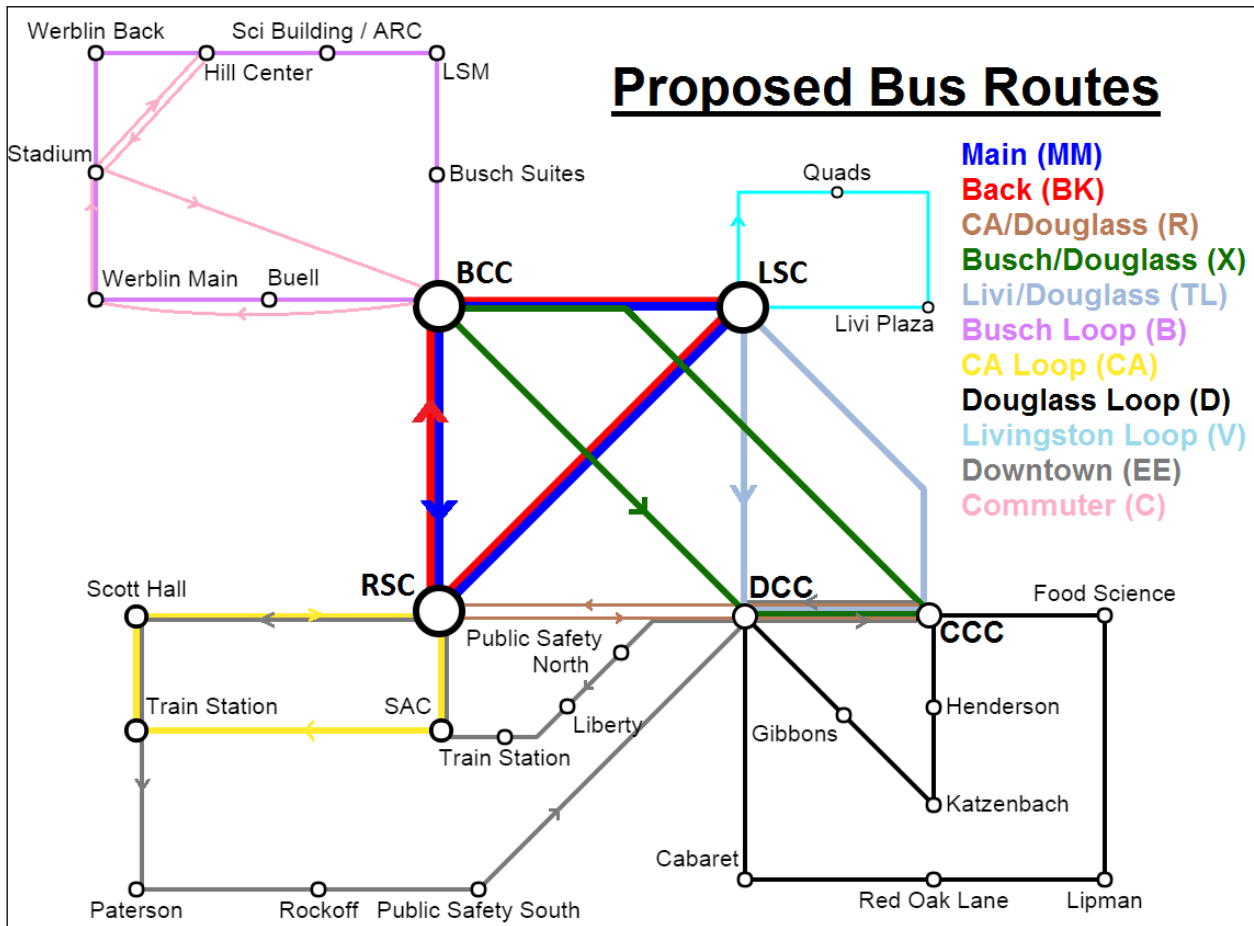 Werblin Back
Sci Building / ARC
Hill Center
LSM
Proposed Bus Routes
Stadium
Busch Suites
Quads
Main (MM)
Back (BK)
CA/Douglass (R)
Busch/Douglass (X)
Livi/Douglass (TL)
Busch Loop (B)
CA Loop (CA)
Douglass Loop (D)
Livingston Loop (V)
Downtown (EE)
Commuter (C)
Werblin Main
Buell
BCC
LSC
Livi Plaza
Scott Hall
RSC
DCC
Food Science
Public Safety
North
CCC
Train Station
SAC
Liberty
Train Station
Gibbons
Henderson
Katzenbach
Cabaret
Paterson
Rockoff
Public Safety South
Red Oak Lane
Lipman